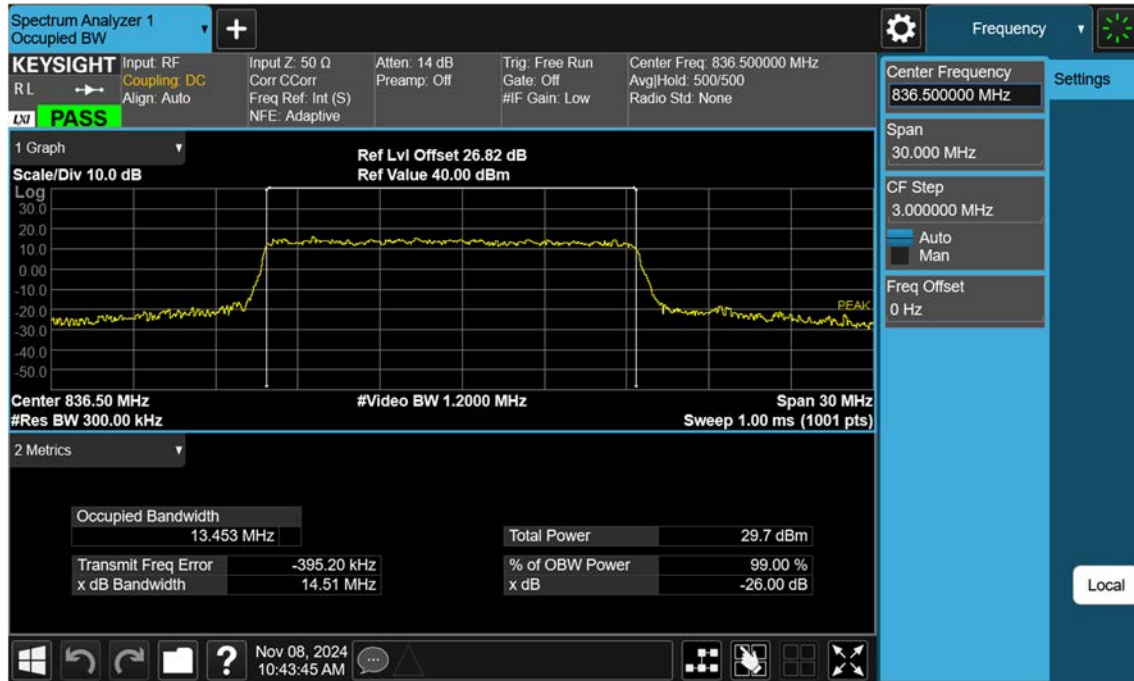 Spectrum Analyzer 1
Occupied BW
+
Frequency
KEYSIGHT
RL
LXI PASS
Input: RF
Coupling: DC
Align: Auto
Input Z: 50 Ω
Corr CCorr
Freq Ref: Int (S)
NFE: Adaptive
Atten: 14 dB
Preamp: Off
Trig: Free Run
Gate: Off
#IF Gain: Low
Center Freq: 836.500000 MHz
Avg|Hold: 500/500
Radio Std: None
Center Frequency
836.500000 MHz
Settings
Span
30.000 MHz
CF Step
3.000000 MHz
Auto
Man
Freq Offset
0 Hz
Local
1 Graph
Ref Lvl Offset 26.82 dB
Scale/Div 10.0 dB
Ref Value 40.00 dBm
Log
30.0
20.0
10.0
0.00
-10.0
-20.0
-30.0
-40.0
-50.0
PEAK
Center 836.50 MHz
#Video BW 1.2000 MHz
Span 30 MHz
#Res BW 300.00 kHz
Sweep 1.00 ms (1001 pts)
2 Metrics
Occupied Bandwidth
13.453 MHz
Total Power 29.7 dBm
Transmit Freq Error -395.20 kHz
% of OBW Power 99.00 %
x dB Bandwidth 14.51 MHz
x dB -26.00 dB
?
Nov 08, 2024
10:43:45 AM